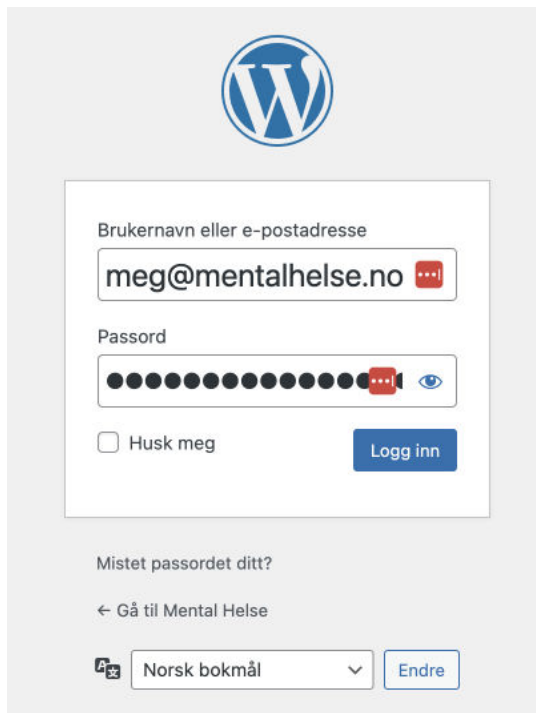 Brukernavn eller e-postadresse
meg@mentalhelse.no
Passord
Husk meg
Logg inn
Mistet passordet ditt?
← Gå til Mental Helse
Norsk bokmål
Endre